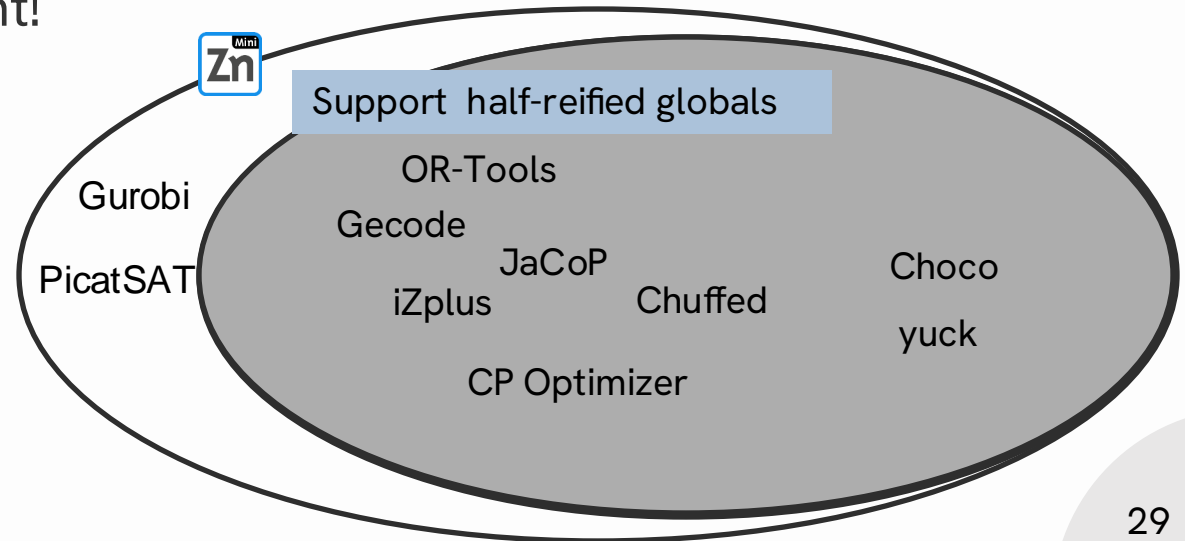 nt!
Mini
Zn
Support half-reified globals
OR-Tools
Gurobi
Gecode
JaCoP
Choco
PicatSAT
iZplus
Chuffed
yuck
CP Optimizer
29